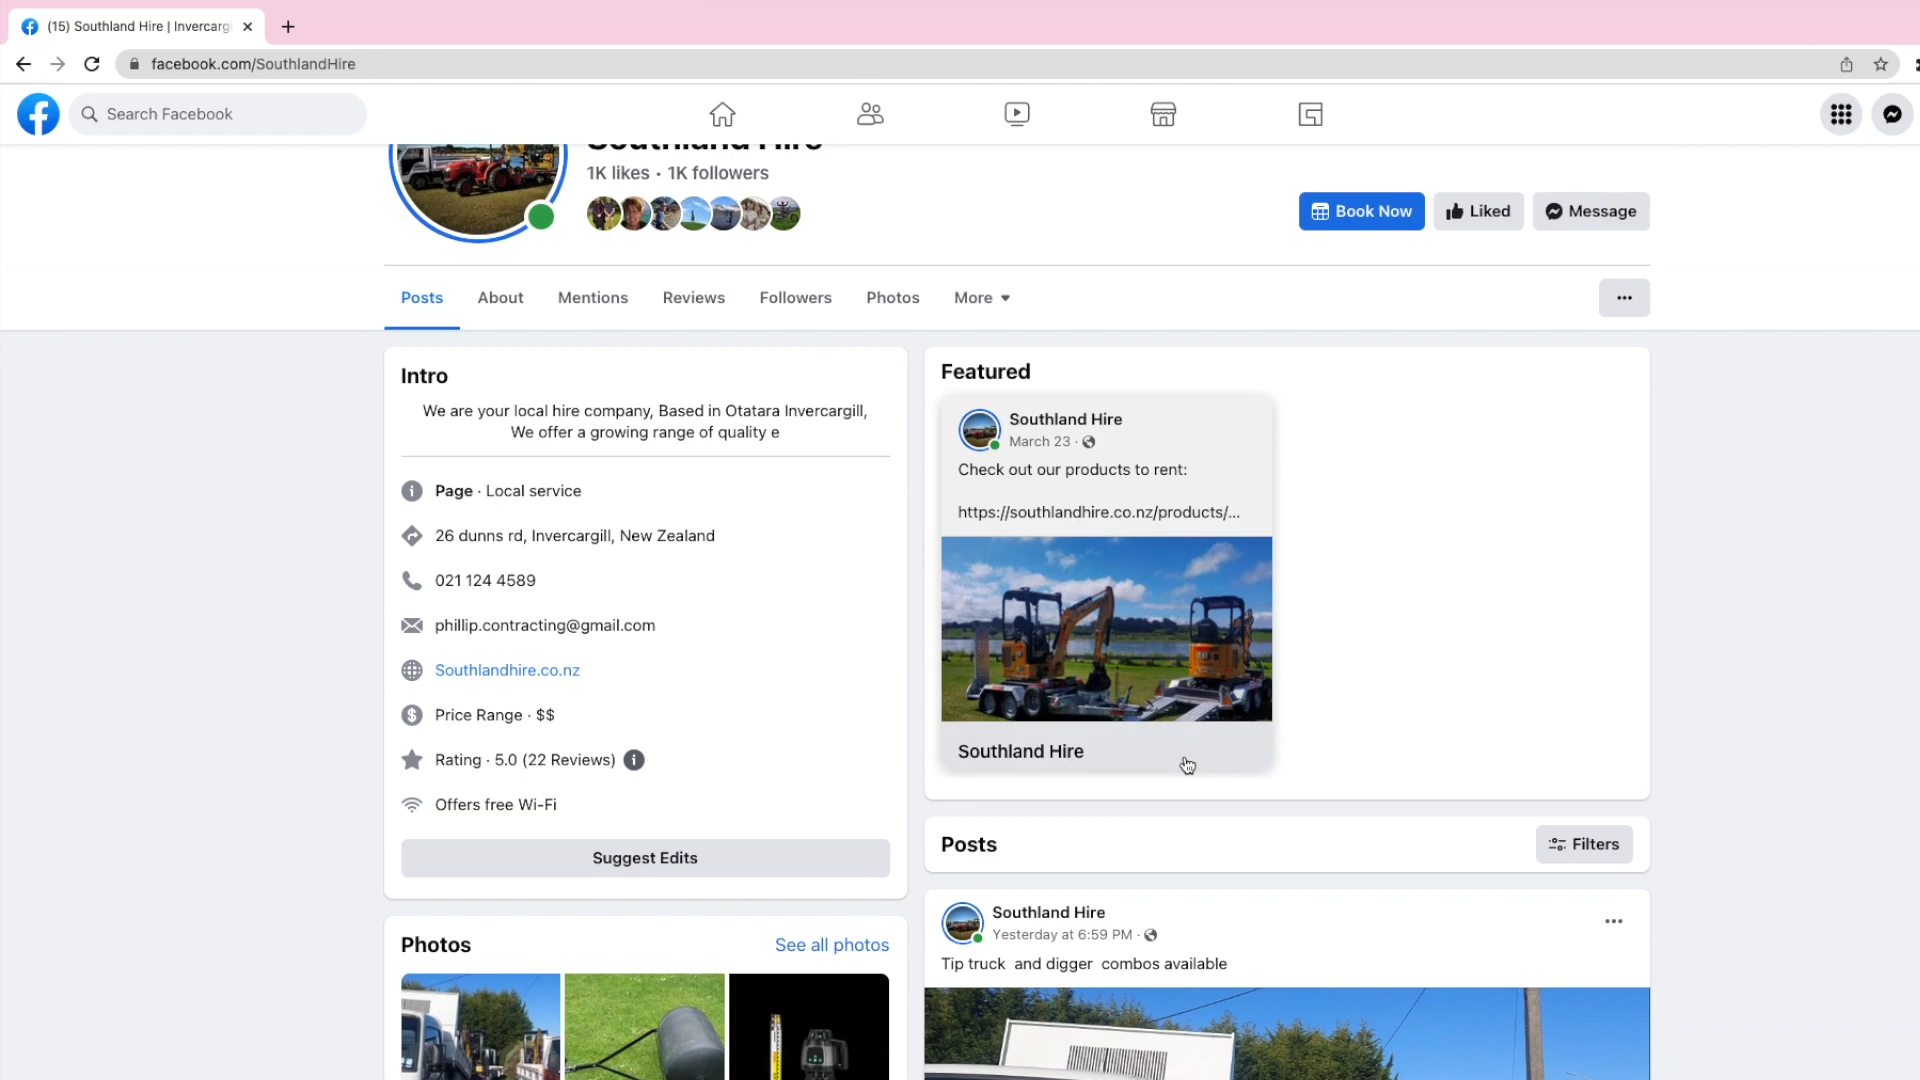 (15) Southland Hire | Invercarg
facebook.com/SouthlandHire
Search Facebook
Southland Hire
1K likes · 1K followers
Book Now
Liked
Message
Posts
About
Mentions
Reviews
Followers
Photos
More
Intro
We are your local hire company, Based in Otatara Invercargill,
We offer a growing range of quality e
Page · Local service
26 dunns rd, Invercargill, New Zealand
021 124 4589
phillip.contracting@gmail.com
Southlandhire.co.nz
Price Range · $$
Rating · 5.0 (22 Reviews)
Offers free Wi-Fi
Suggest Edits
Photos
See all photos
Featured
Southland Hire
March 23 ·
Check out our products to rent:
https://southlandhire.co.nz/products/...
Southland Hire
Posts
Filters
Southland Hire
Yesterday at 6:59 PM ·
Tip truck and digger combos available